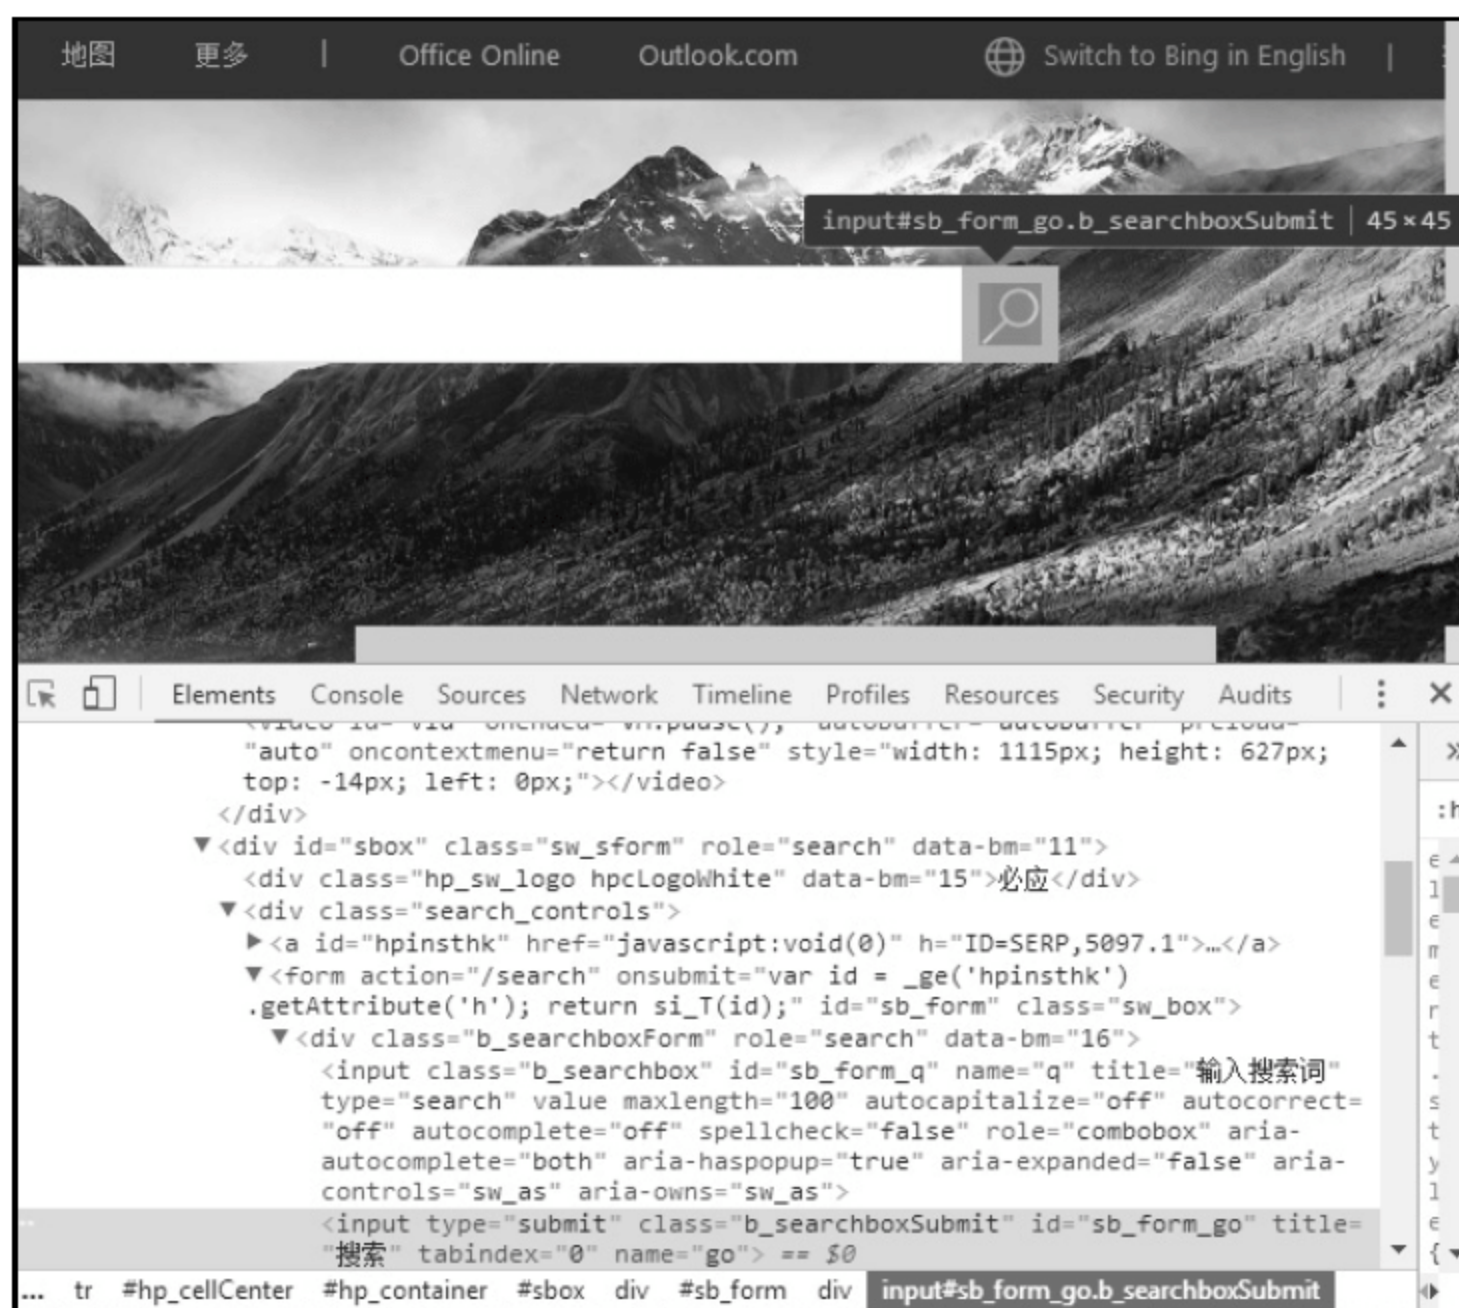 地图 更多 | Office Online Outlook.com Switch to Bing in English |
input#sb_form_go.b_searchboxSubmit | 45×45
Elements Console Sources Network Timeline Profiles Resources Security Audits
"auto" oncontextmenu="return false" style="width: 1115px; height: 627px;
top: -14px; left: 0px;"></video>
</div>
▼<div id="sbox" class="sw_sform" role="search" data-bm="11">
<div class="hp_sw_logo hpcLogoWhite" data-bm="15">必应</div>
▼<div class="search_controls">
▶<a id="hpinsthk" href="javascript:void(0)" h="ID=SERP,5097.1">…</a>
▼<form action="/search" onsubmit="var id = _ge('hpinsthk')
.getAttribute('h'); return si_T(id);" id="sb_form" class="sw_box">
▼<div class="b_searchboxForm" role="search" data-bm="16">
<input class="b_searchbox" id="sb_form_q" name="q" title="输入搜索词"
type="search" value maxlength="100" autocapitalize="off" autocorrect=
"off" autocomplete="off" spellcheck="false" role="combobox" aria-
autocomplete="both" aria-haspopup="true" aria-expanded="false" aria-
controls="sw_as" aria-owns="sw_as">
<input type="submit" class="b_searchboxSubmit" id="sb_form_go" title=
"搜索" tabindex="0" name="go"> == $0
... tr #hp_cellCenter #hp_container #sbox div #sb_form div input#sb_form_go.b_searchboxSubmit